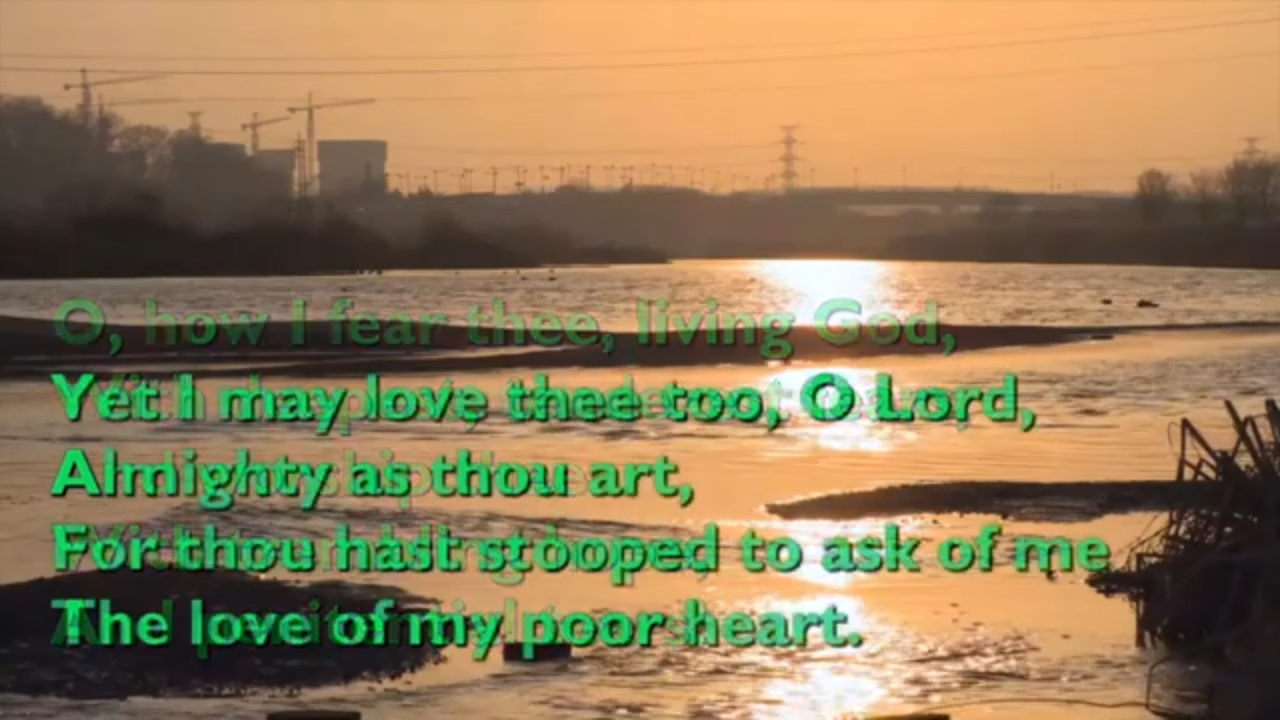 O, how I fear thee, living God,
Yet I may love thee too, O Lord,
Almighty as thou art,
For thou hast stooped to ask of me
The love of my poor heart.